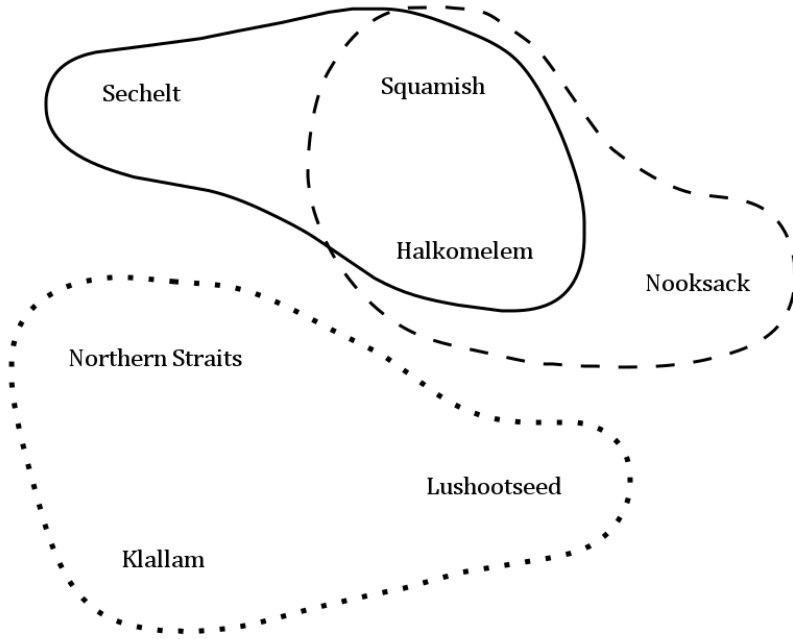 Sechelt
Squamish
Halkomelem
Nooksack
Northern Straits
Lushootseed
Klallam